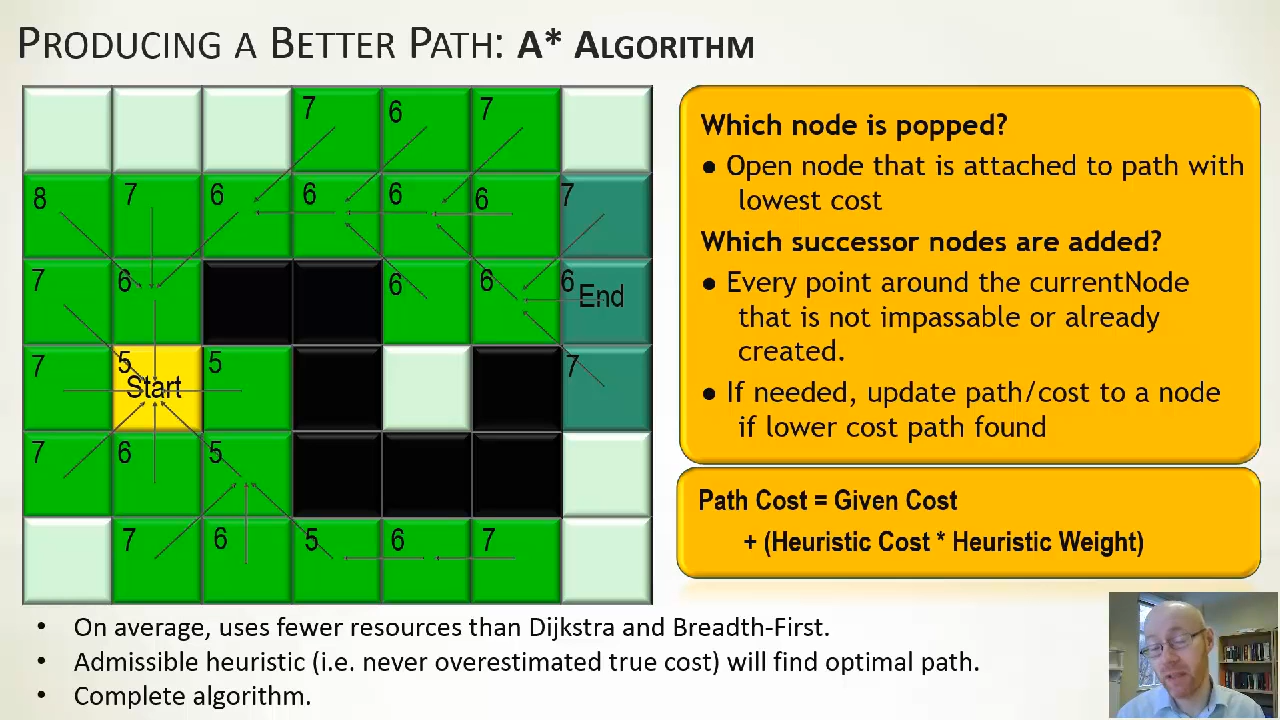 PRODUCING A BETTER PATH: A* ALGORITHM
7 6 7
8 7 6 6 6 6 7
7 6 6 6 6 End
7 5 Start 5 7
7 6 5
7 6 5 6 7
Which node is popped?
● Open node that is attached to path with
lowest cost
Which successor nodes are added?
● Every point around the currentNode
that is not impassable or already
created.
● If needed, update path/cost to a node
if lower cost path found
Path Cost = Given Cost
+ (Heuristic Cost * Heuristic Weight)
• On average, uses fewer resources than Dijkstra and Breadth-First.
• Admissible heuristic (i.e. never overestimated true cost) will find optimal path.
• Complete algorithm.